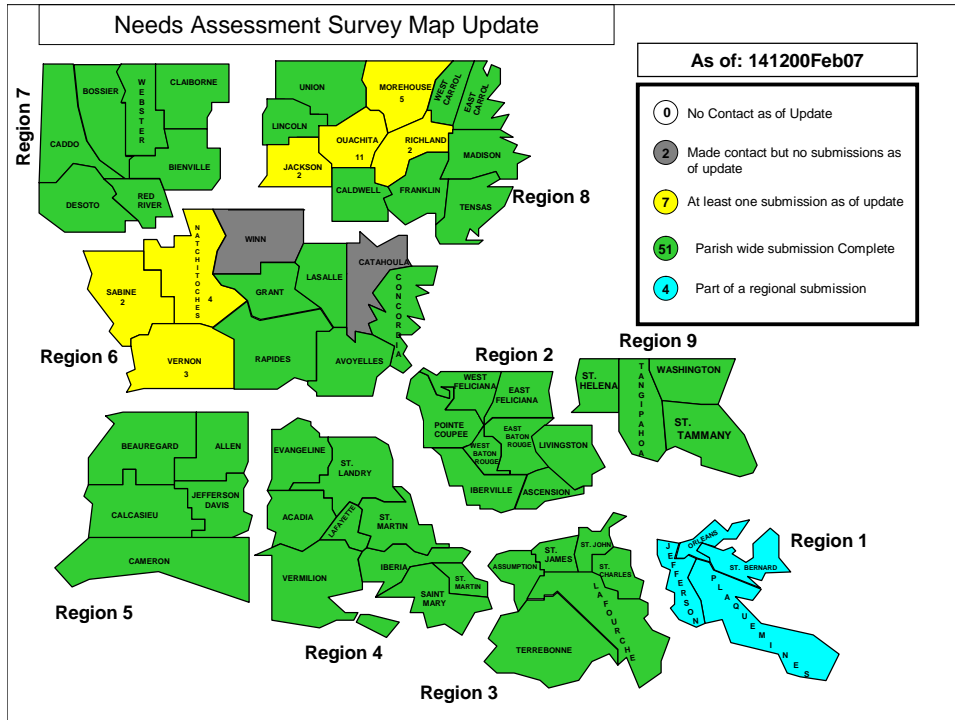 Needs Assessment Survey Map Update
As of: 141200Feb07
0 No Contact as of Update
2 Made contact but no submissions as
of update
7 At least one submission as of update
51 Parish wide submission Complete
4 Part of a regional submission
Region 7
CADDO
BOSSIER
WEBSTER
CLAIBORNE
BIENVILLE
DESOTO
RED
RIVER
UNION
MOREHOUSE
5
WEST
CARROL
EAST
CARROL
LINCOLN
OUACHITA
11
RICHLAND
2
MADISON
JACKSON
2
CALDWELL
FRANKLIN
TENSAS
Region 8
SABINE
2
NATCHITOCHES
4
WINN
GRANT
LASALLE
CATAHOULA
CONCORDIA
VERNON
3
RAPIDES
AVOYELLES
Region 6
Region 2
WEST
FELICIANA
EAST
FELICIANA
POINTE
COUPEE
WEST
BATON
ROUGE
EAST
BATON
ROUGE
LIVINGSTON
IBERVILLE
ASCENSION
Region 9
ST.
HELENA
TANGIPAHOA
WASHINGTON
ST.
TAMMANY
BEAUREGARD
ALLEN
CALCASIEU
JEFFERSON
DAVIS
CAMERON
Region 5
EVANGELINE
ST.
LANDRY
ACADIA
LAFAYETTE
ST.
MARTIN
VERMILION
IBERIA
ST.
MARTIN
SAINT
MARY
Region 4
ASSUMPTION
ST.
JAMES
ST. JOHN
ST.
CHARLES
LAFOURCHE
TERREBONNE
Region 3
JEFFERSON
ORLEANS
ST. BERNARD
PLAQUEMINES
Region 1